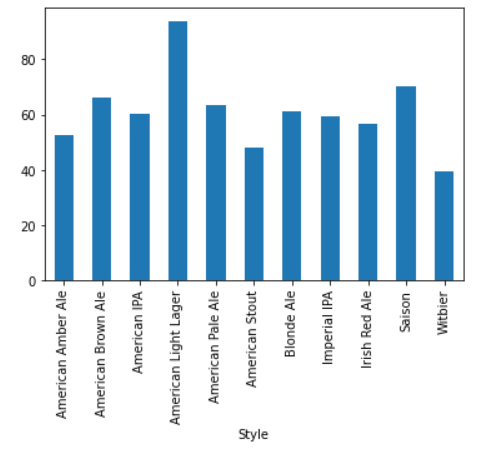 80
60
40
20
0
American Amber Ale
American Brown Ale
American IPA
American Light Lager
American Pale Ale
American Stout
Blonde Ale
Imperial IPA
Irish Red Ale
Saison
Witbier
Style